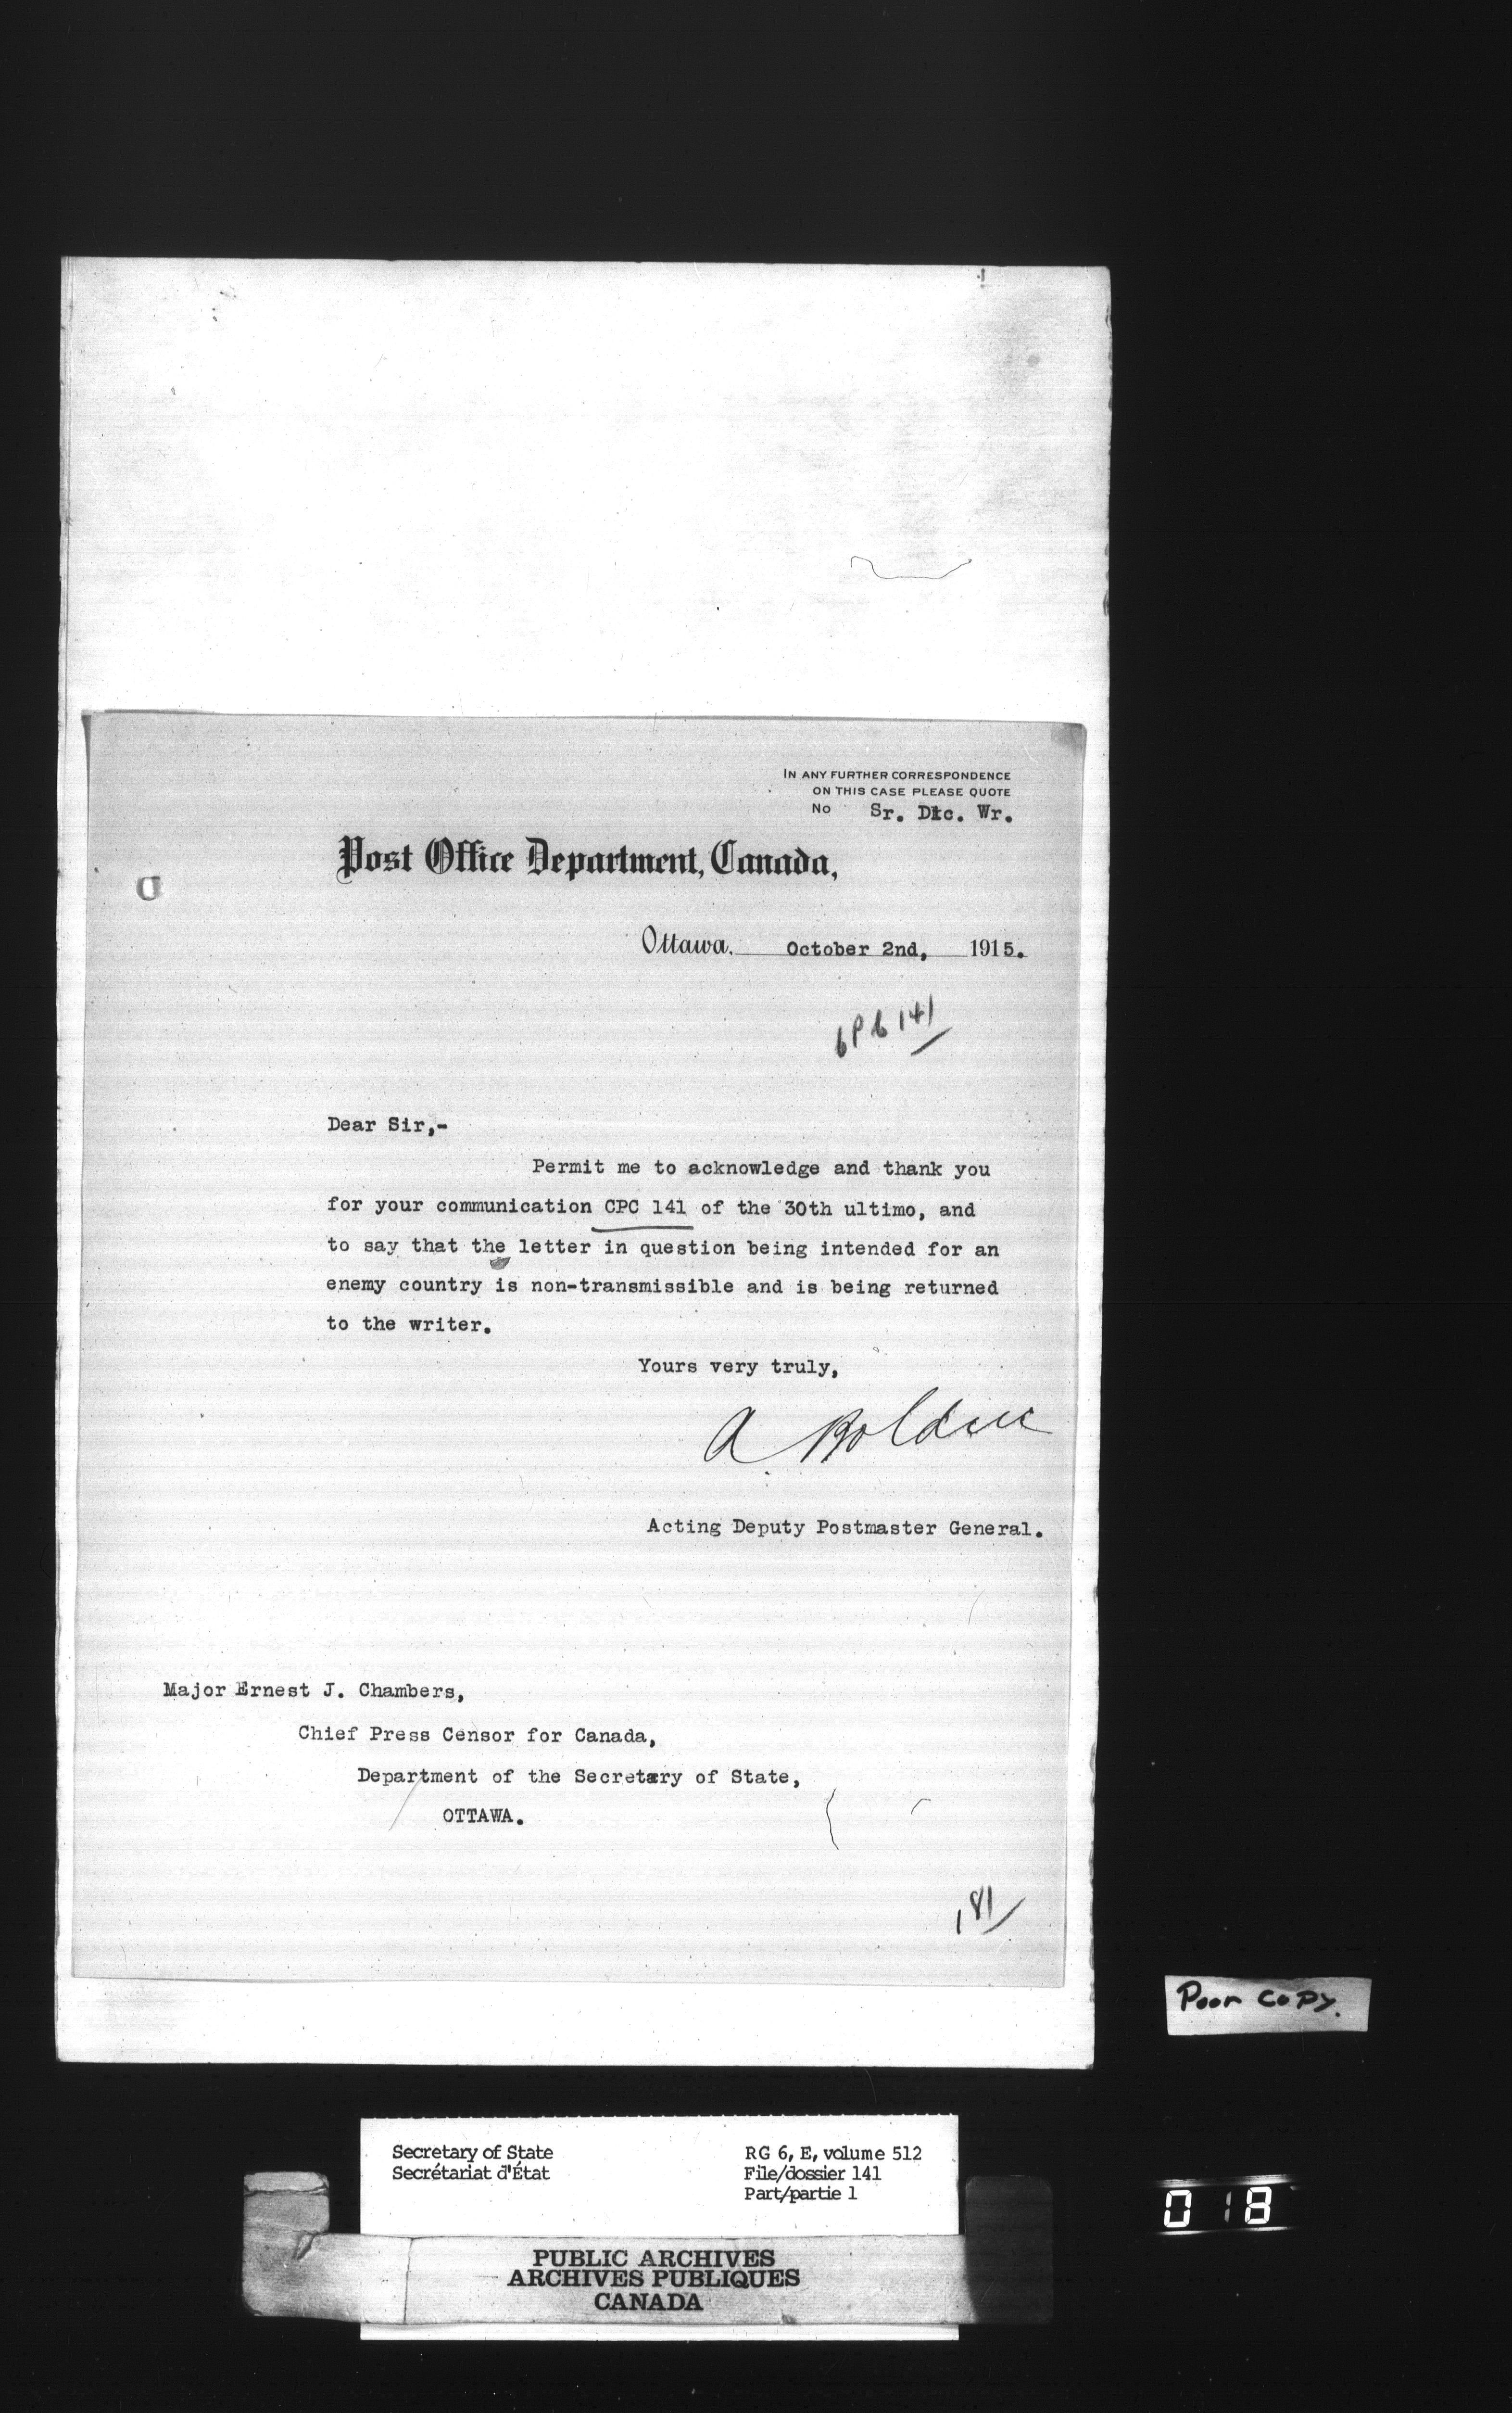 IN ANY FURTHER CORRESPONDENCE
ON THIS CASE PLEASE QUOTE
No Sr. Dtc. Wr.
Post Office Department, Canada,
Ottawa. October 2nd, 1915.
CPC 141
Dear Sir,-
Permit me to acknowledge and thank you
for your communication CPC 141 of the 30th ultimo, and
to say that the letter in question being intended for an
enemy country is non-transmissible and is being returned
to the writer.
Yours very truly,
A Bolduc
Acting Deputy Postmaster General.
Major Ernest J. Chambers,
Chief Press Censor for Canada,
Department of the Secretary of State,
OTTAWA.
181
Poor copy.
Secretary of State
Secrétariat d'État
RG 6, E, volume 512
File/dossier 141
Part/partie 1
018
PUBLIC ARCHIVES
ARCHIVES PUBLIQUES
CANADA